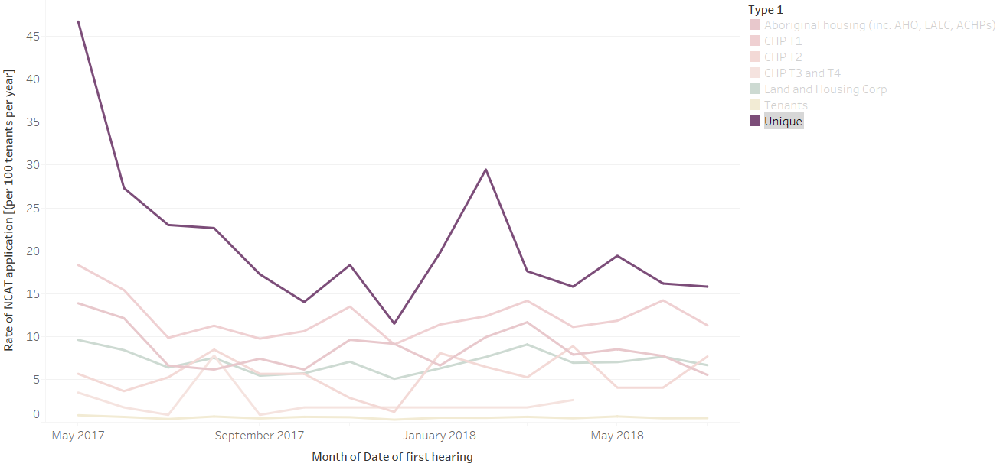 Type 1
Aboriginal housing (inc. AHO, LALC, ACHPs)
CHP T1
CHP T2
CHP T3 and T4
Land and Housing Corp
Tenants
Unique
Rate of NCAT application [(per 100 tenants per year]
45
40
35
30
25
20
15
10
5
0
May 2017
September 2017
January 2018
May 2018
Month of Date of first hearing